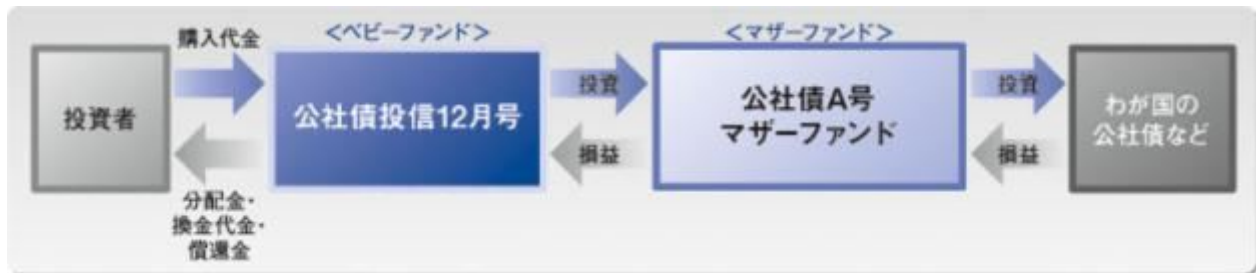 投資者
購入代金
分配金・
換金代金・
償還金
<ベビーファンド>
公社債投信12月号
投資
損益
<マザーファンド>
公社債A号
マザーファンド
投資
損益
わが国の
公社債など